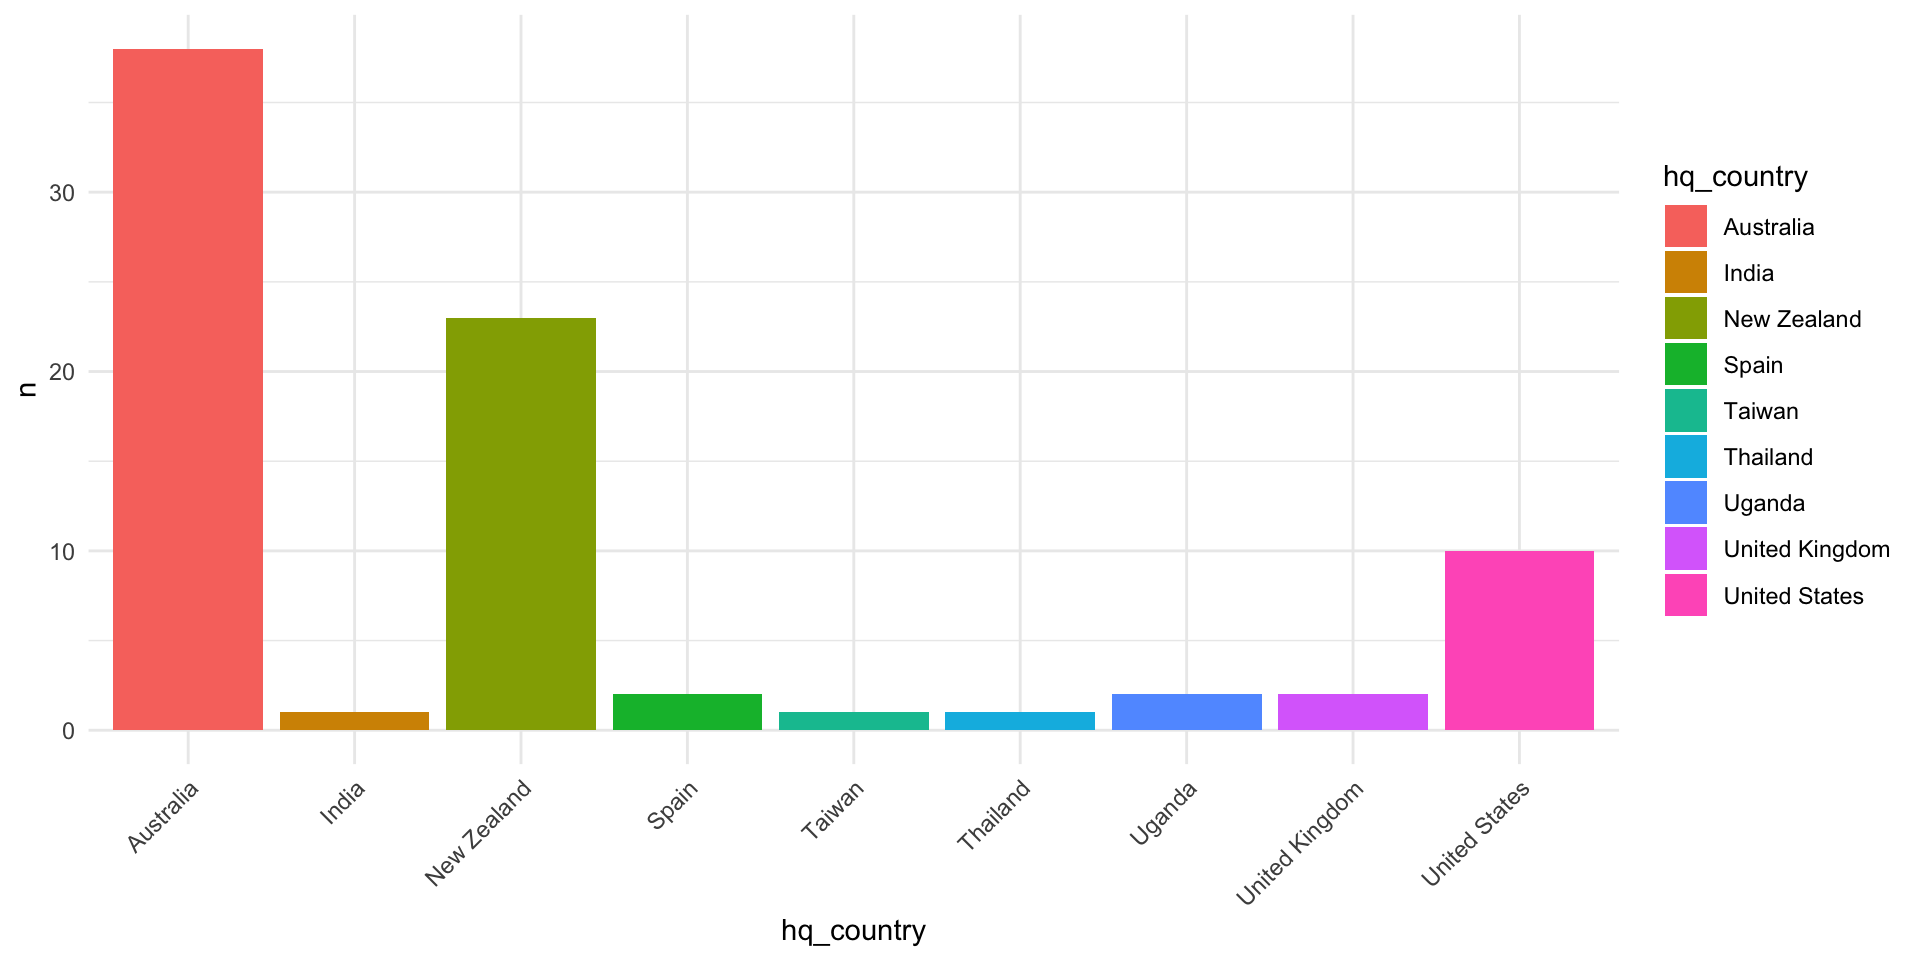 n
30
20
10
0
Australia
India
New Zealand
Spain
Taiwan
Thailand
Uganda
United Kingdom
United States
hq_country
hq_country
Australia
India
New Zealand
Spain
Taiwan
Thailand
Uganda
United Kingdom
United States